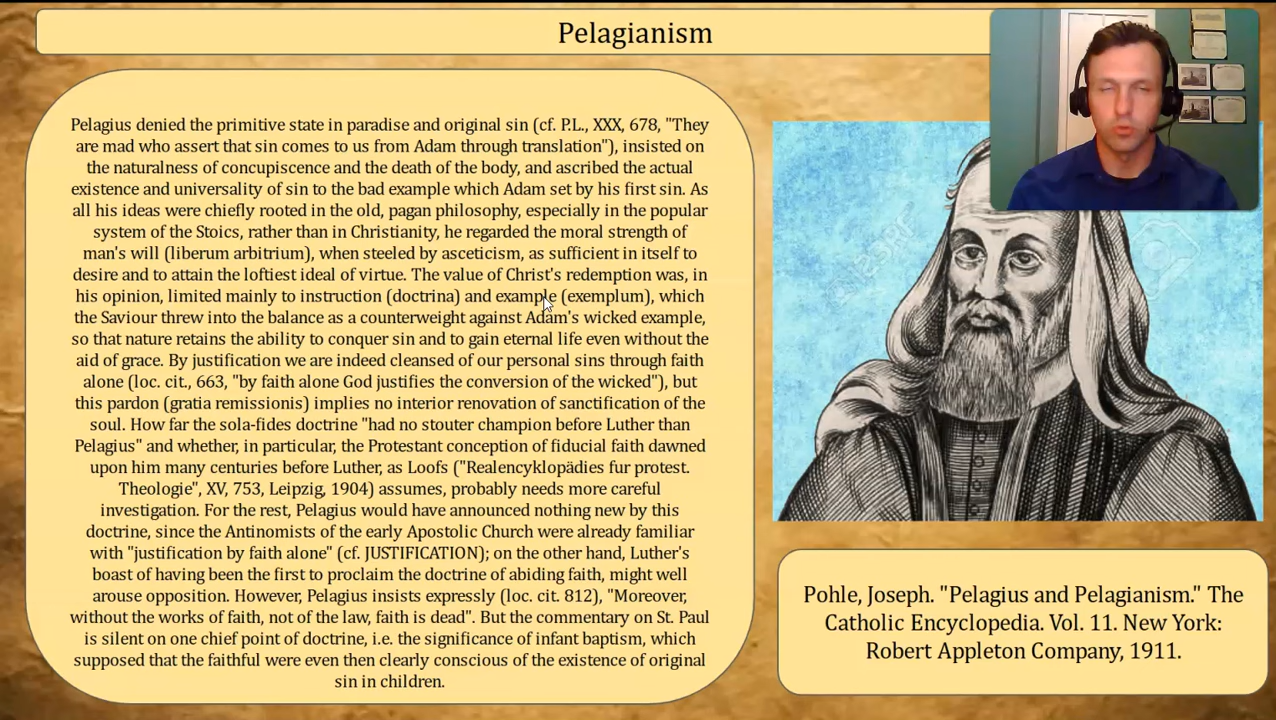 Pelagianism
Pelagius denied the primitive state in paradise and original sin (cf. P.L., XXX, 678, "They
are mad who assert that sin comes to us from Adam through translation"), insisted on
the naturalness of concupiscence and the death of the body, and ascribed the actual
existence and universality of sin to the bad example which Adam set by his first sin. As
all his ideas were chiefly rooted in the old, pagan philosophy, especially in the popular
system of the Stoics, rather than in Christianity, he regarded the moral strength of
man's will (liberum arbitrium), when steeled by asceticism, as sufficient in itself to
desire and to attain the loftiest ideal of virtue. The value of Christ's redemption was, in
his opinion, limited mainly to instruction (doctrina) and example (exemplum), which
the Saviour threw into the balance as a counterweight against Adam's wicked example,
so that nature retains the ability to conquer sin and to gain eternal life even without the
aid of grace. By justification we are indeed cleansed of our personal sins through faith
alone (loc. cit., 663, "by faith alone God justifies the conversion of the wicked"), but
this pardon (gratia remissionis) implies no interior renovation of sanctification of the
soul. How far the sola-fides doctrine "had no stouter champion before Luther than
Pelagius" and whether, in particular, the Protestant conception of fiducial faith dawned
upon him many centuries before Luther, as Loofs ("Realencyklopädies fur protest.
Theologie", XV, 753, Leipzig, 1904) assumes, probably needs more careful
investigation. For the rest, Pelagius would have announced nothing new by this
doctrine, since the Antinomists of the early Apostolic Church were already familiar
with "justification by faith alone" (cf. JUSTIFICATION); on the other hand, Luther's
boast of having been the first to proclaim the doctrine of abiding faith, might well
arouse opposition. However, Pelagius insists expressly (loc. cit. 812), "Moreover,
without the works of faith, not of the law, faith is dead". But the commentary on St. Paul
is silent on one chief point of doctrine, i.e. the significance of infant baptism, which
supposed that the faithful were even then clearly conscious of the existence of original
sin in children.
Pohle, Joseph. "Pelagius and Pelagianism." The
Catholic Encyclopedia. Vol. 11. New York:
Robert Appleton Company, 1911.